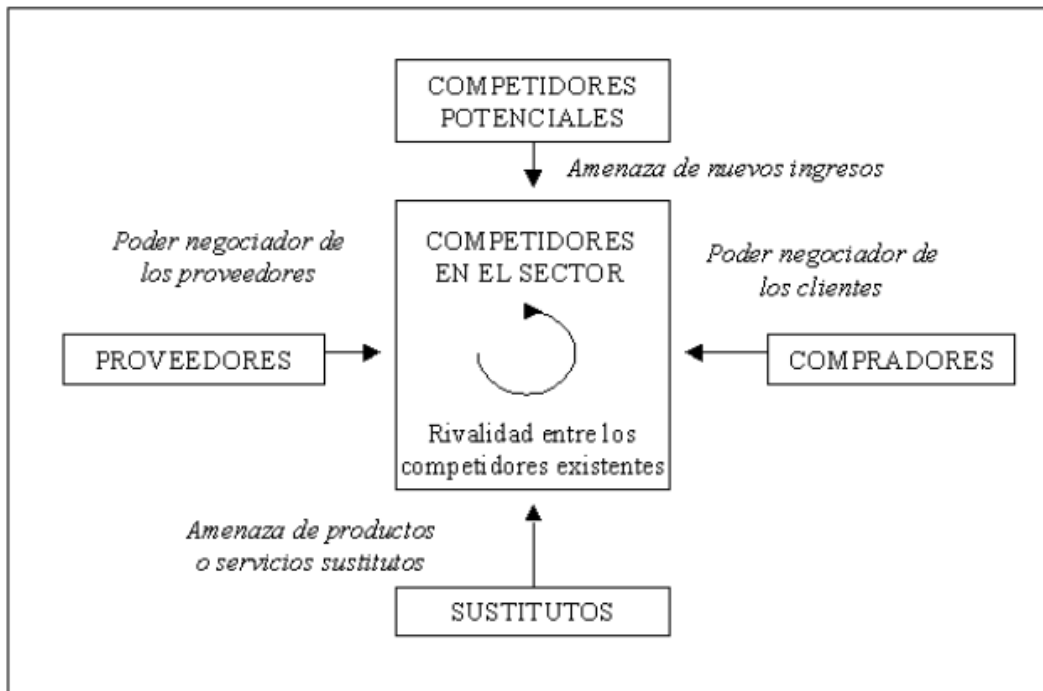 COMPETIDORES
POTENCIALES
Amenaza de nuevos ingresos
Poder negociador de
los proveedores
COMPETIDORES
EN EL SECTOR
Poder negociador de
los clientes
PROVEEDORES
COMPRADORES
Rivalidad entre los
competidores existentes
Amenaza de productos
o servicios sustitutos
SUSTITUTOS